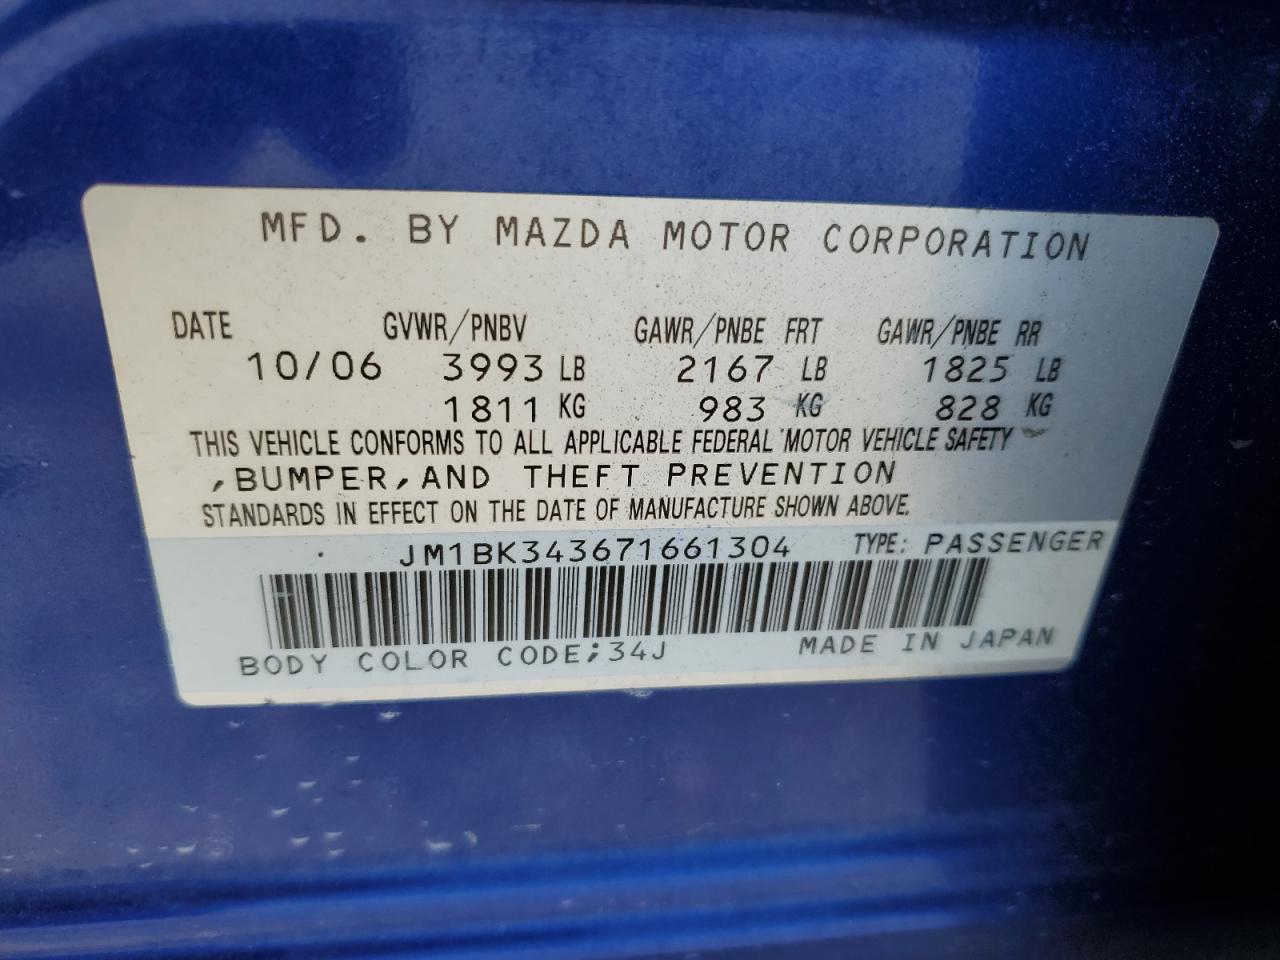 MFD. BY MAZDA MOTOR CORPORATION
DATE GVWR/PNBV GAWR/PNBE FRT GAWR/PNBE RR
10/06 3993 LB 2167 LB 1825 LB
1811 KG 983 KG 828 KG
THIS VEHICLE CONFORMS TO ALL APPLICABLE FEDERAL MOTOR VEHICLE SAFETY
,BUMPER,AND THEFT PREVENTION
STANDARDS IN EFFECT ON THE DATE OF MANUFACTURE SHOWN ABOVE.
JM1BK343671661304 TYPE: PASSENGER
BODY COLOR CODE;34J MADE IN JAPAN